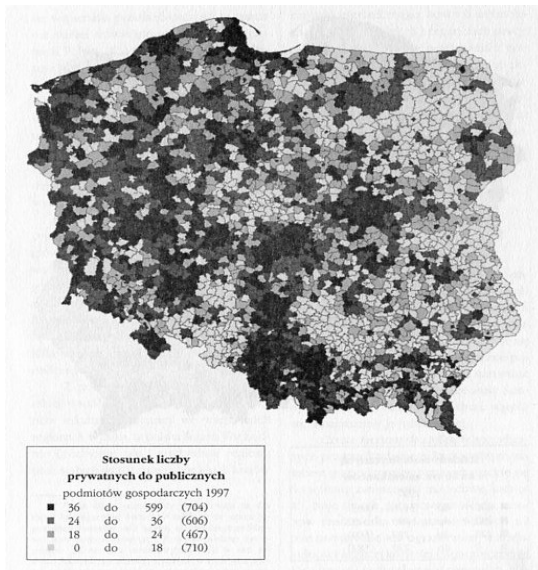 Stosunek liczby
prywatnych do publicznych
podmiotów gospodarczych 1997
36 do 599 (704)
24 do 36 (606)
18 do 24 (467)
0 do 18 (710)